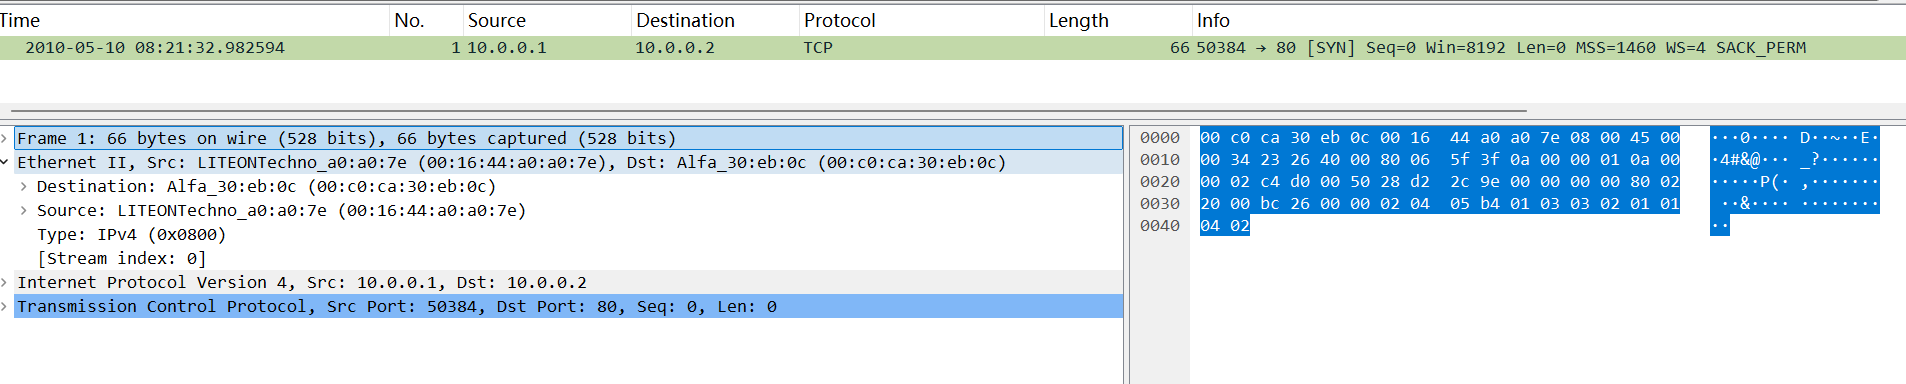 Time No. Source Destination Protocol Length Info
2010-05-10 08:21:32.982594 1 10.0.0.1 10.0.0.2 TCP 66 50384 → 80 [SYN] Seq=0 Win=8192 Len=0 MSS=1460 WS=4 SACK_PERM
Frame 1: 66 bytes on wire (528 bits), 66 bytes captured (528 bits)
Ethernet II, Src: LITEONTechno_a0:a0:7e (00:16:44:a0:a0:7e), Dst: Alfa_30:eb:0c (00:c0:ca:30:eb:0c)
Destination: Alfa_30:eb:0c (00:c0:ca:30:eb:0c)
Source: LITEONTechno_a0:a0:7e (00:16:44:a0:a0:7e)
Type: IPv4 (0x0800)
[Stream index: 0]
Internet Protocol Version 4, Src: 10.0.0.1, Dst: 10.0.0.2
Transmission Control Protocol, Src Port: 50384, Dst Port: 80, Seq: 0, Len: 0
0000 00 c0 ca 30 eb 0c 00 16 44 a0 a0 7e 08 00 45 00 ···0···· D··~··E·
0010 00 34 23 26 40 00 80 06 5f 3f 0a 00 00 01 0a 00 ·4#&@··· _?······
0020 00 02 c4 d0 00 50 28 d2 2c 9e 00 00 00 00 80 02 ·····P(· ,·······
0030 20 00 bc 26 00 00 02 04 05 b4 01 03 03 02 01 01 ··&···· ········
0040 04 02 ··